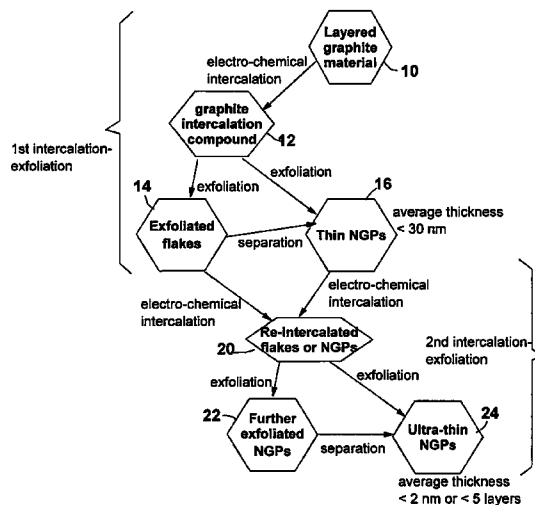 Layered
graphite
material
10
electro-chemical
intercalation
graphite
intercalation
compound
12
1st intercalation-
exfoliation
14
exfoliation
exfoliation
16
Exfoliated
flakes
separation
Thin NGPs
average thickness
< 30 nm
electro-chemical
intercalation
electro-chemical
intercalation
Re-intercalated
flakes or NGPs
20
2nd intercalation-
exfoliation
exfoliation
exfoliation
22
Further
exfoliated
NGPs
separation
24
Ultra-thin
NGPs
average thickness
< 2 nm or < 5 layers